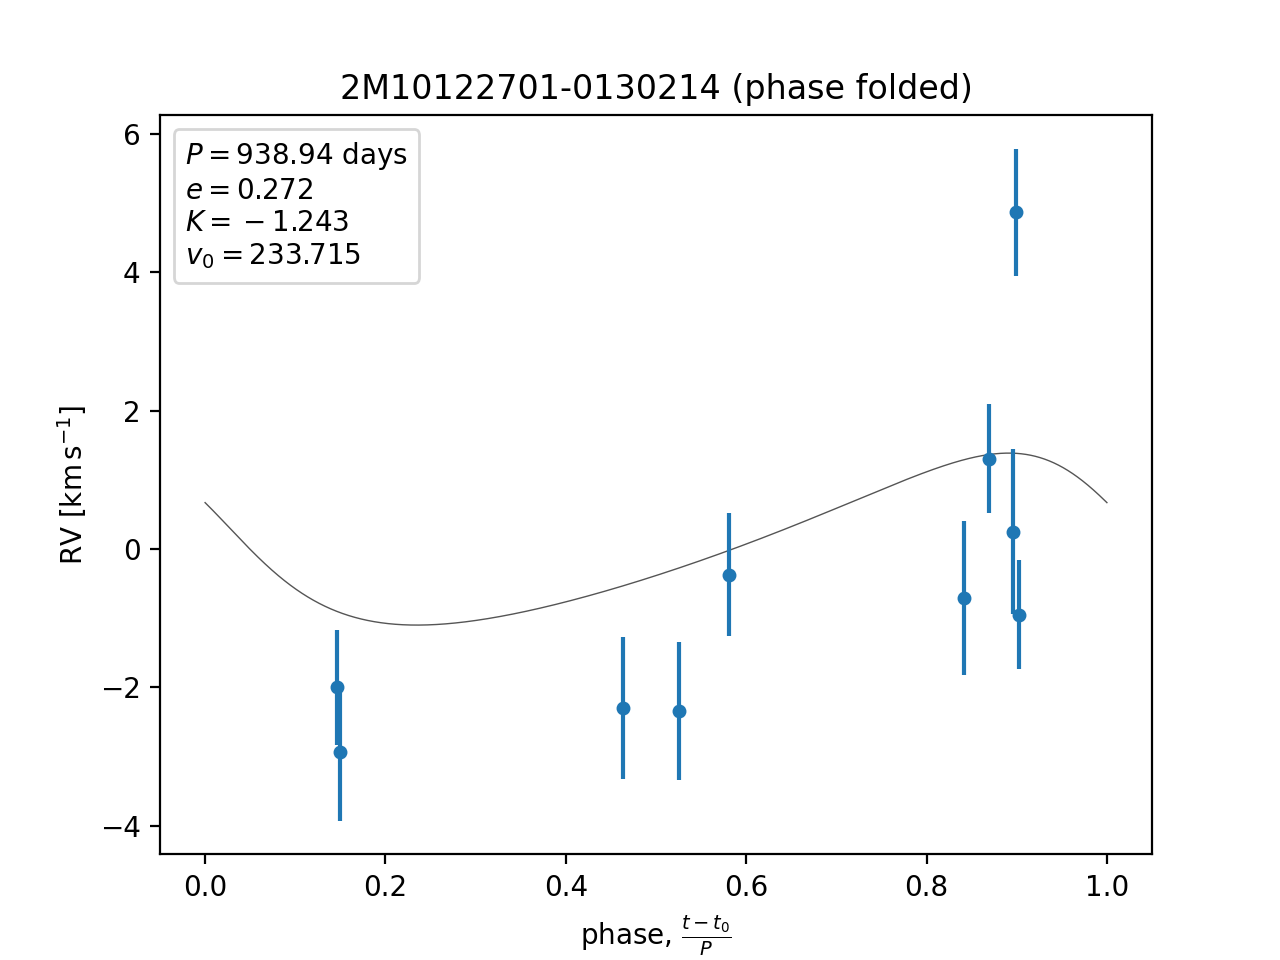 2M10122701-0130214 (phase folded)
P = 938.94 days
e = 0.272
K = −1.243
v₀ = 233.715
RV [km s⁻¹]
6
4
2
0
−2
−4
0.0 0.2 0.4 0.6 0.8 1.0
phase, (t − t₀)/P